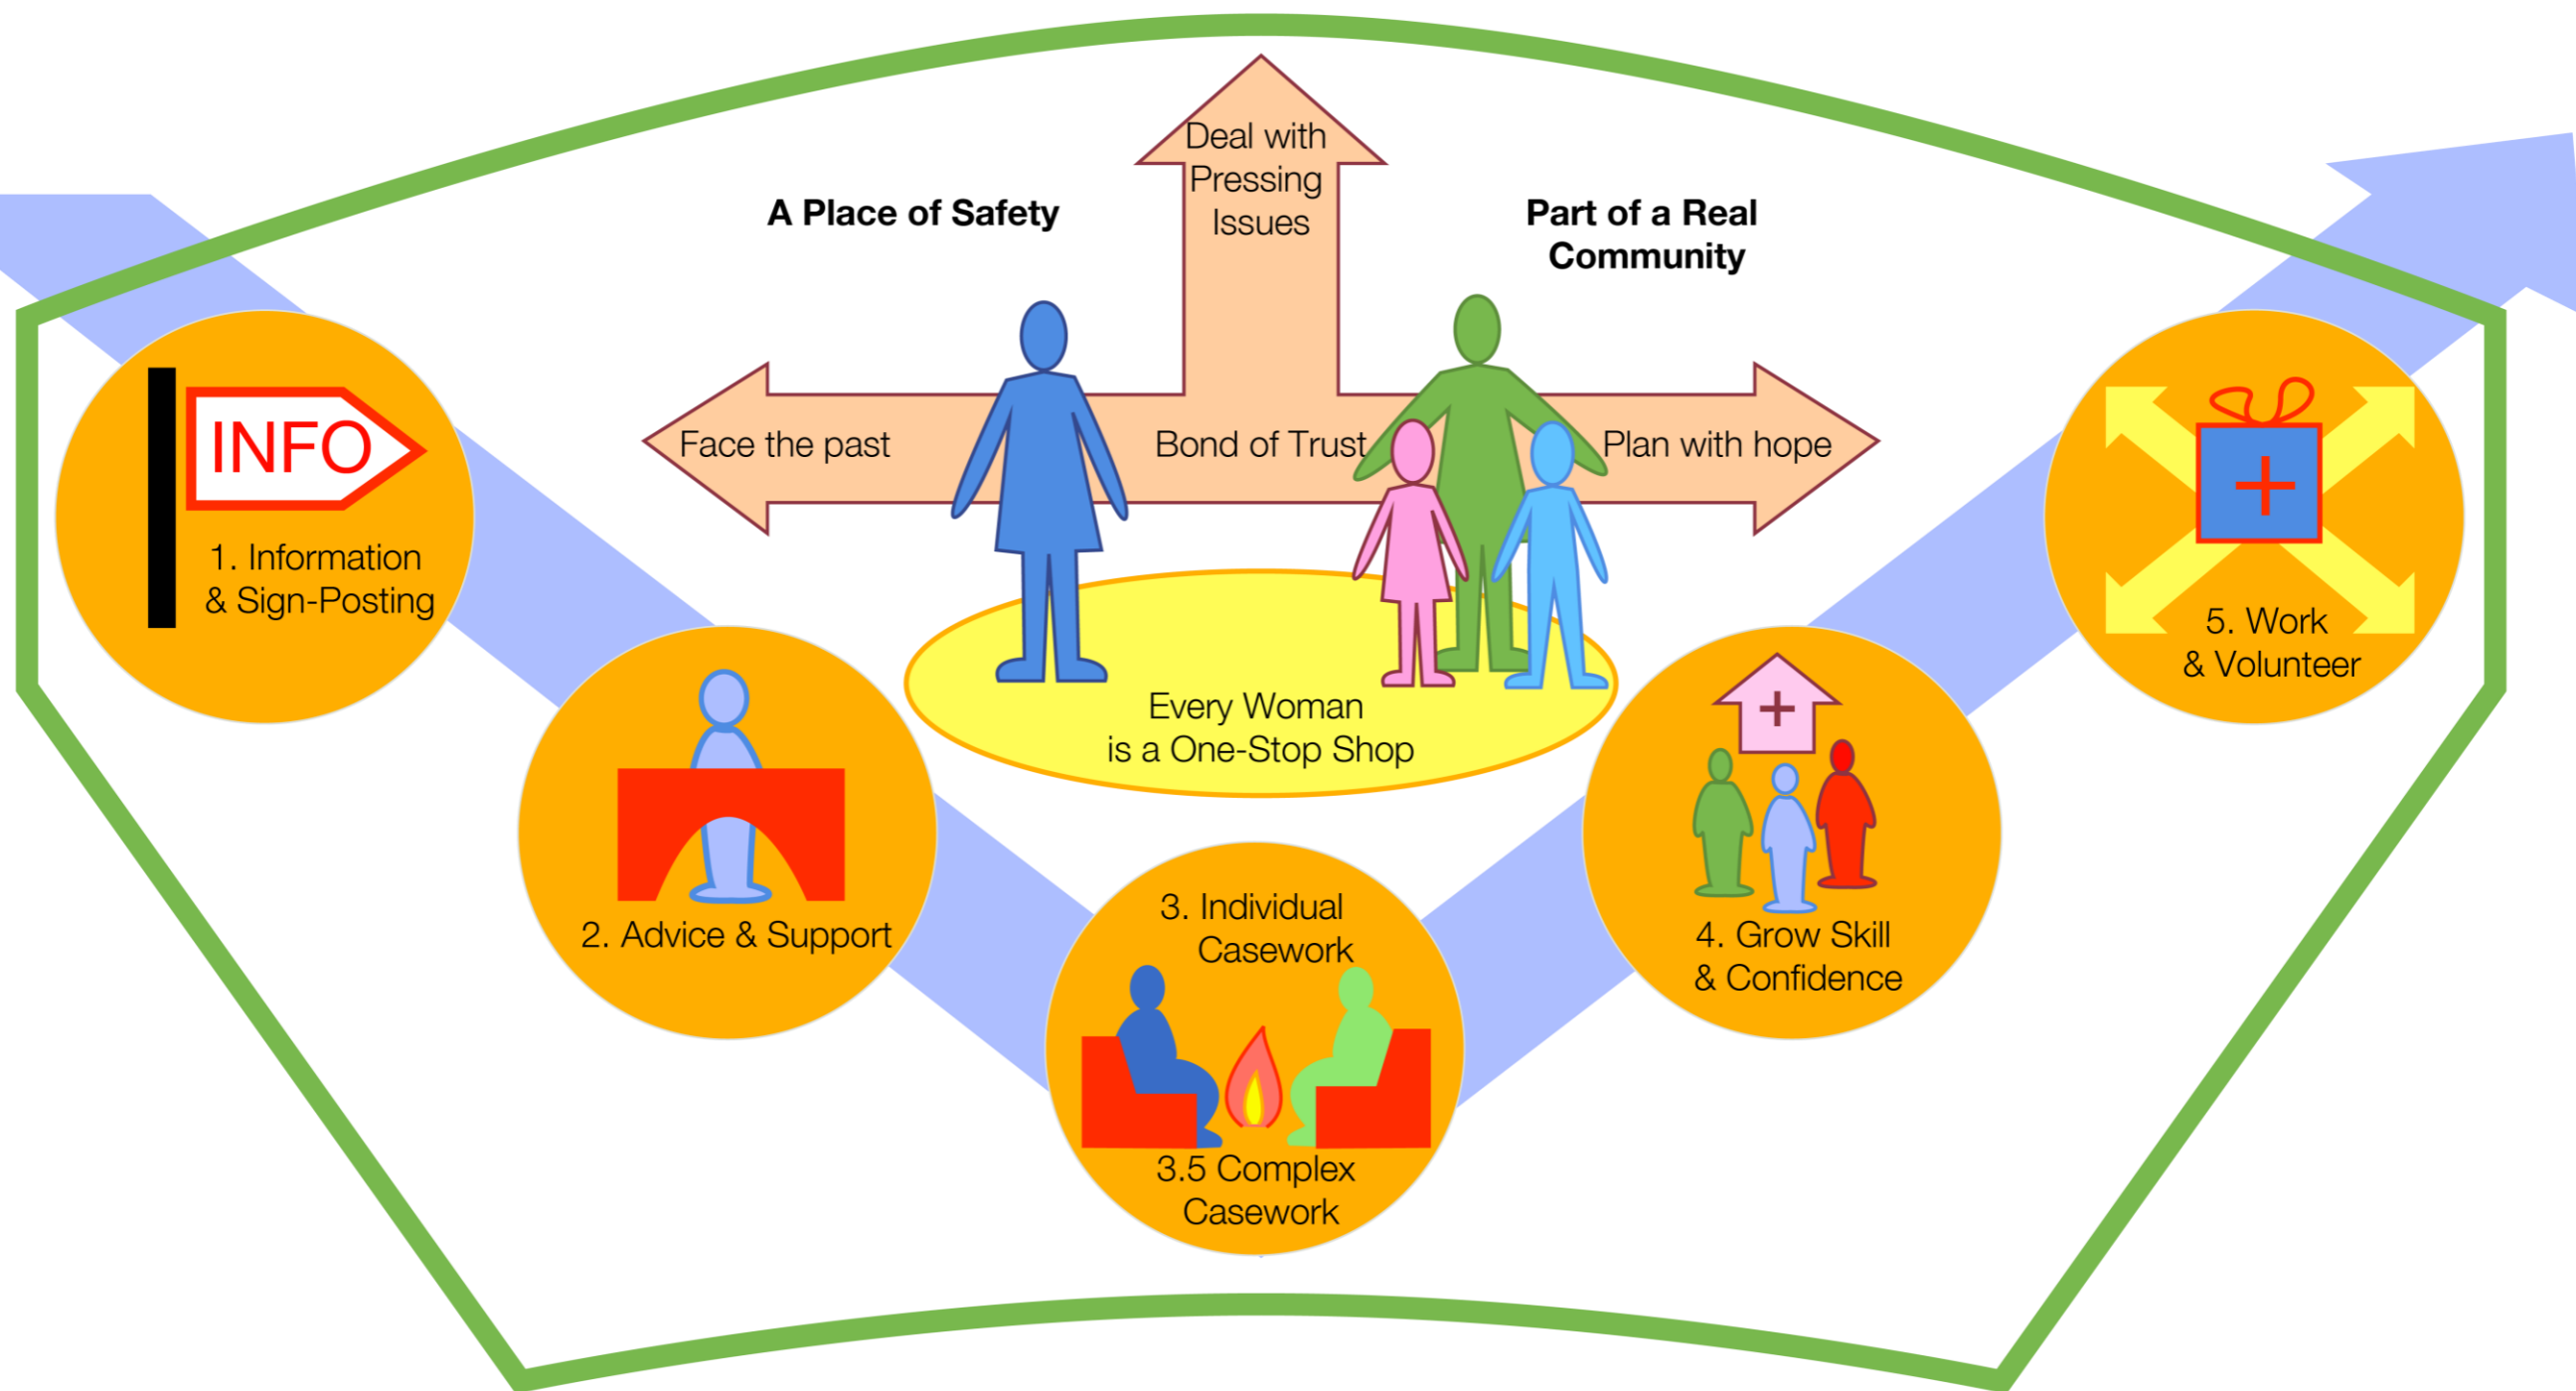 Deal with
Pressing
Issues
A Place of Safety
Part of a Real
Community
Face the past
Bond of Trust
Plan with hope
Every Woman
is a One-Stop Shop
INFO
1. Information
& Sign-Posting
2. Advice & Support
3. Individual
Casework
3.5 Complex
Casework
+
4. Grow Skill
& Confidence
+
5. Work
& Volunteer